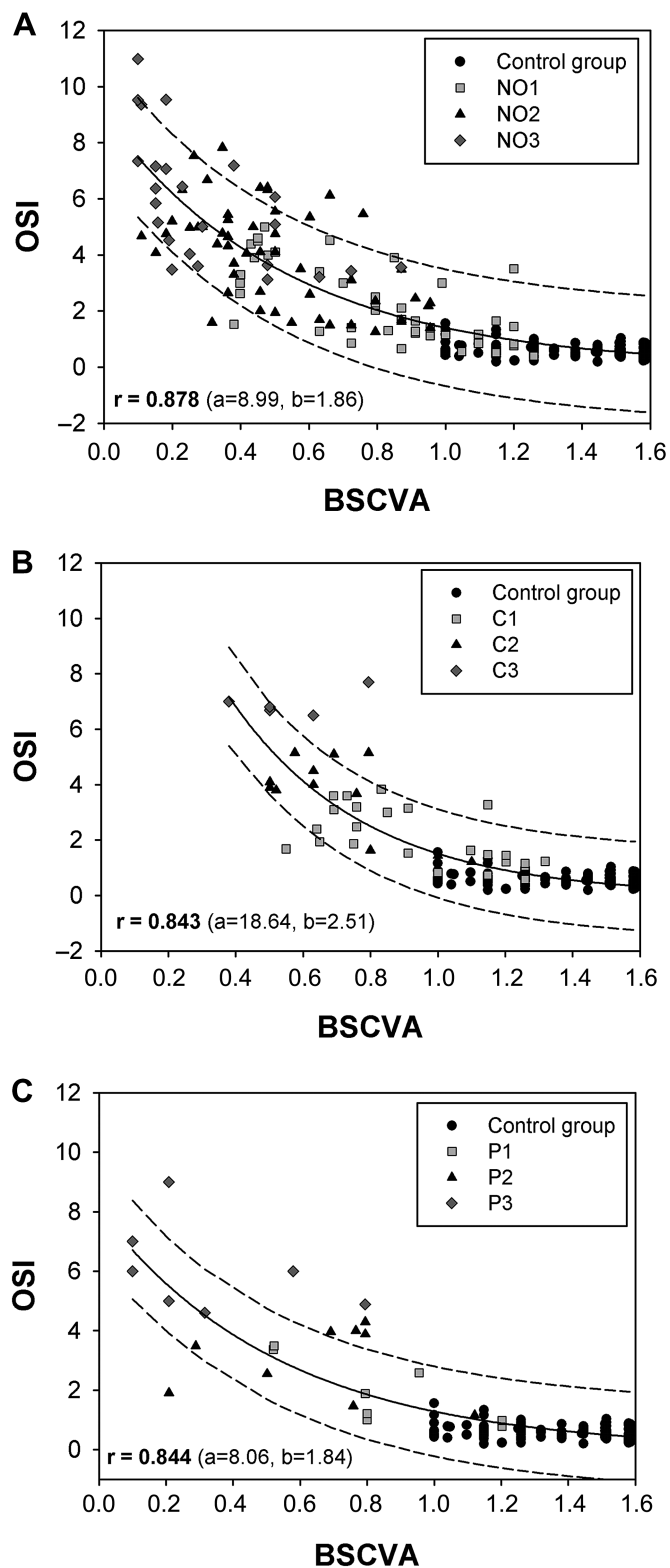 A
12
10
8
6
4
2
0
–2
OSI
Control group
NO1
NO2
NO3
r = 0.878 (a=8.99, b=1.86)
0.0 0.2 0.4 0.6 0.8 1.0 1.2 1.4 1.6
BSCVA
B
12
10
8
6
4
2
0
–2
OSI
Control group
C1
C2
C3
r = 0.843 (a=18.64, b=2.51)
0.0 0.2 0.4 0.6 0.8 1.0 1.2 1.4 1.6
BSCVA
C
12
10
8
6
4
2
0
OSI
Control group
P1
P2
P3
r = 0.844 (a=8.06, b=1.84)
0.0 0.2 0.4 0.6 0.8 1.0 1.2 1.4 1.6
BSCVA